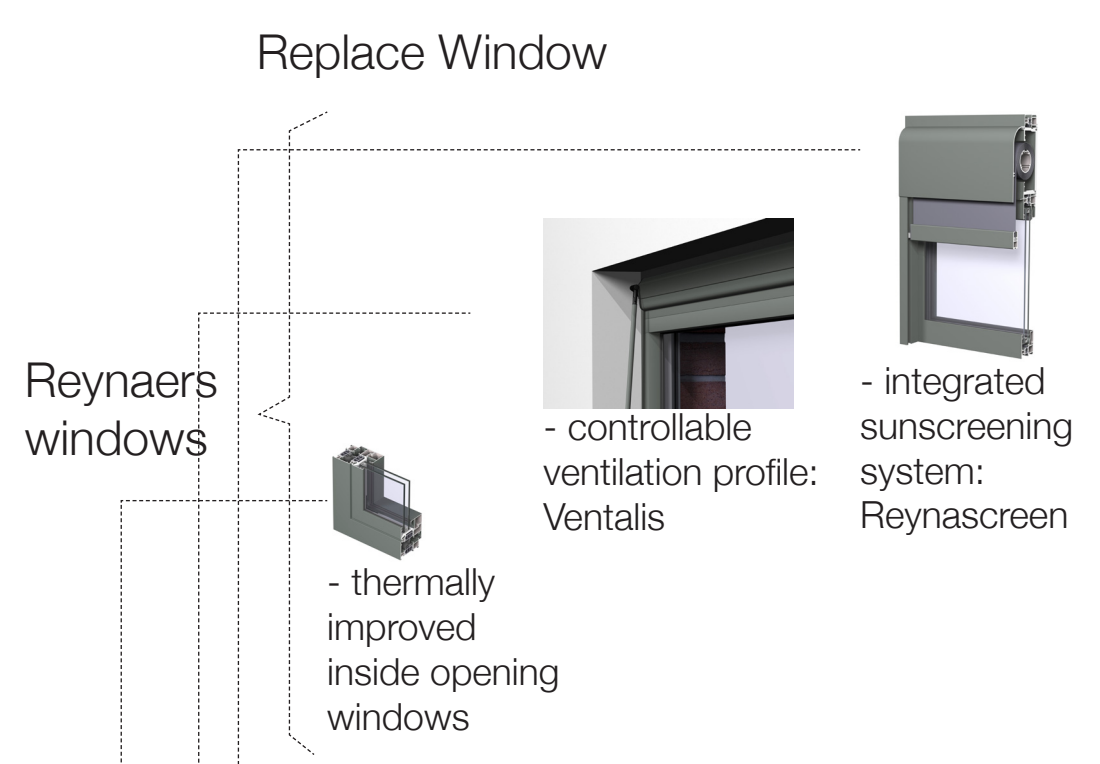 Replace Window
Reynaers
windows
- thermally
improved
inside opening
windows
- controllable
ventilation profile:
Ventalis
- integrated
sunscreening
system:
Reynascreen